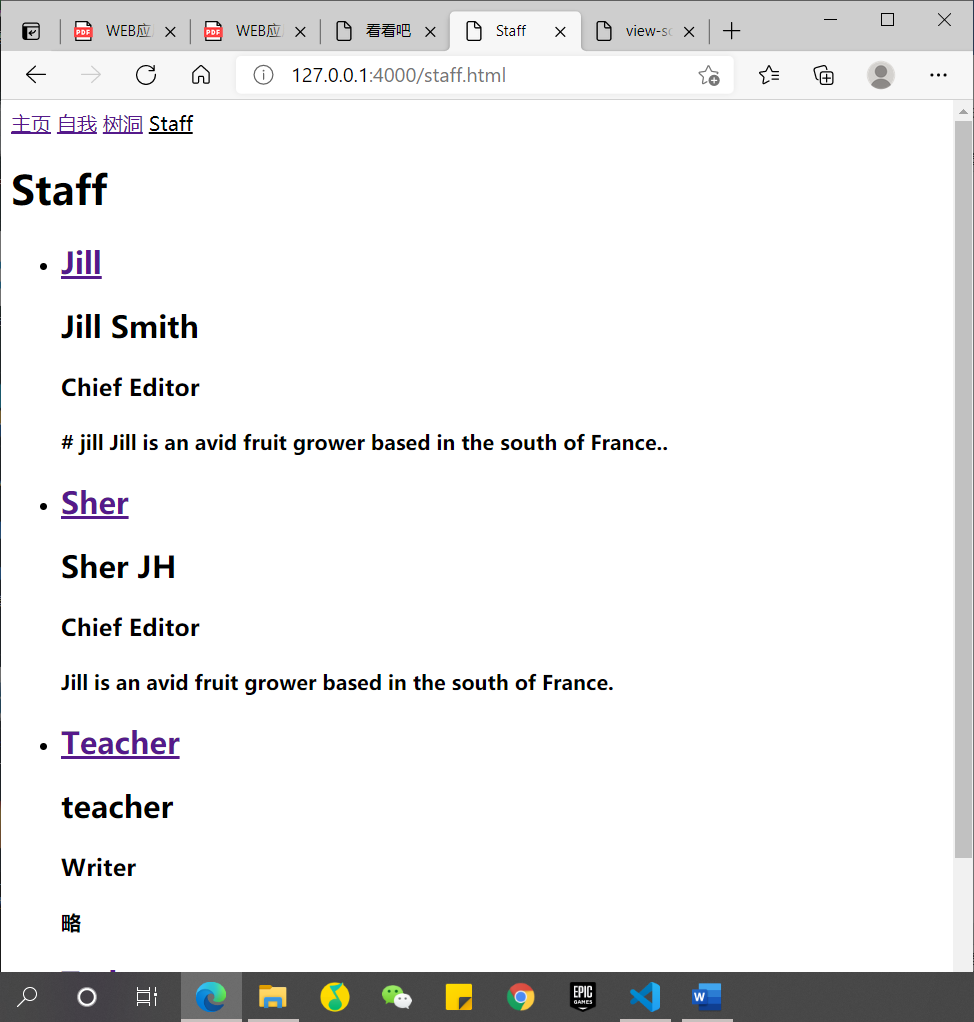 WEB应
WEB应
看看吧
Staff
view-sc
127.0.0.1:4000/staff.html
主页 自我 树洞 Staff
Staff
Jill
Jill Smith
Chief Editor
# jill Jill is an avid fruit grower based in the south of France..
Sher
Sher JH
Chief Editor
Jill is an avid fruit grower based in the south of France.
Teacher
teacher
Writer
略